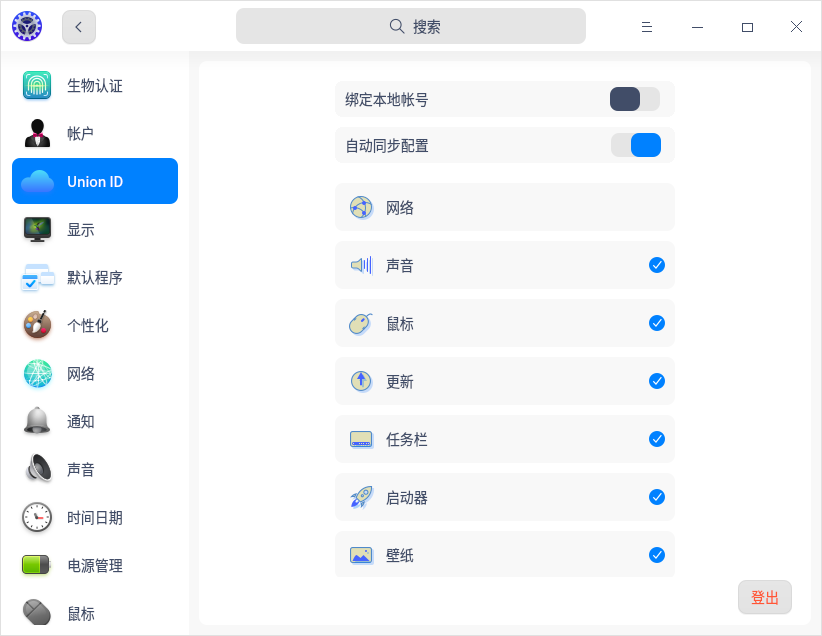 搜索
生物认证
帐户
Union ID
显示
默认程序
个性化
网络
通知
声音
时间日期
电源管理
鼠标
绑定本地帐号
自动同步配置
网络
声音
鼠标
更新
任务栏
启动器
壁纸
登出